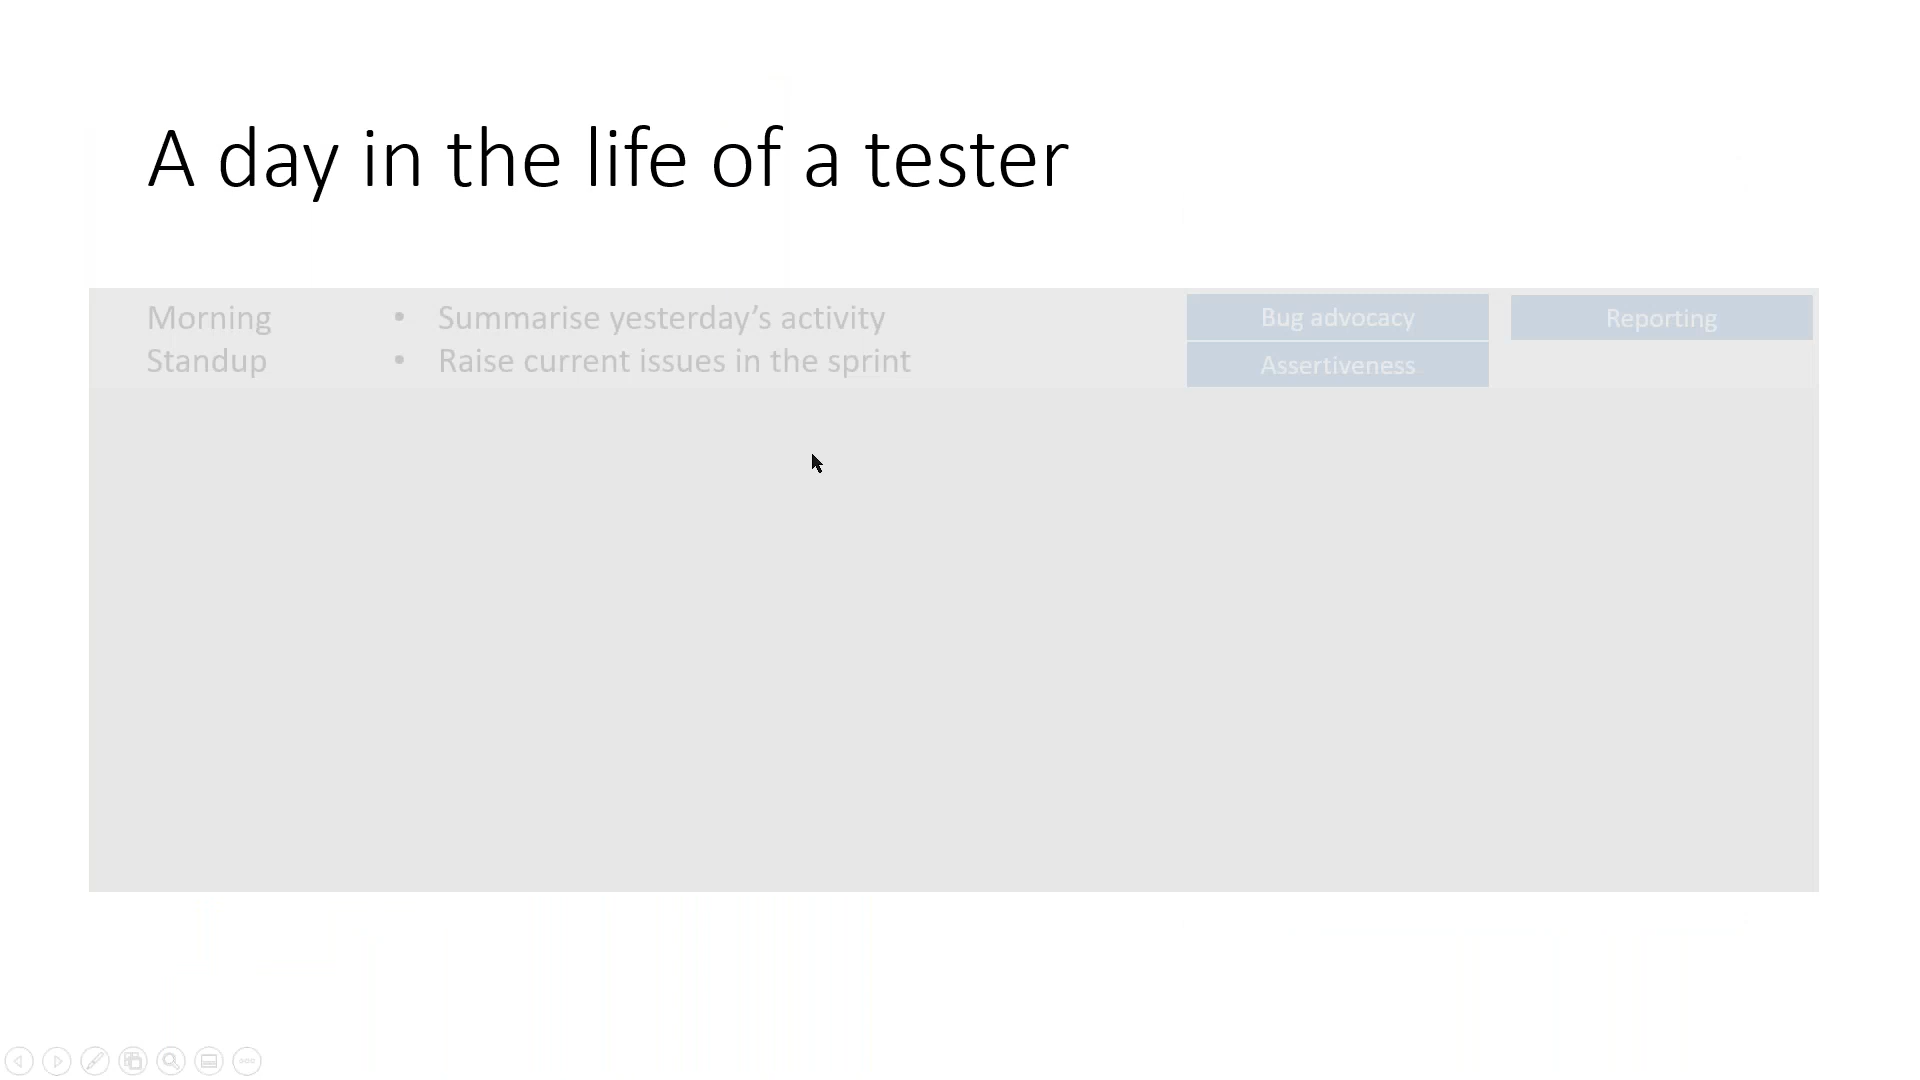 A day in the life of a tester
Morning
Standup
• Summarise yesterday’s activity
• Raise current issues in the sprint
Bug advocacy
Reporting
Assertiveness